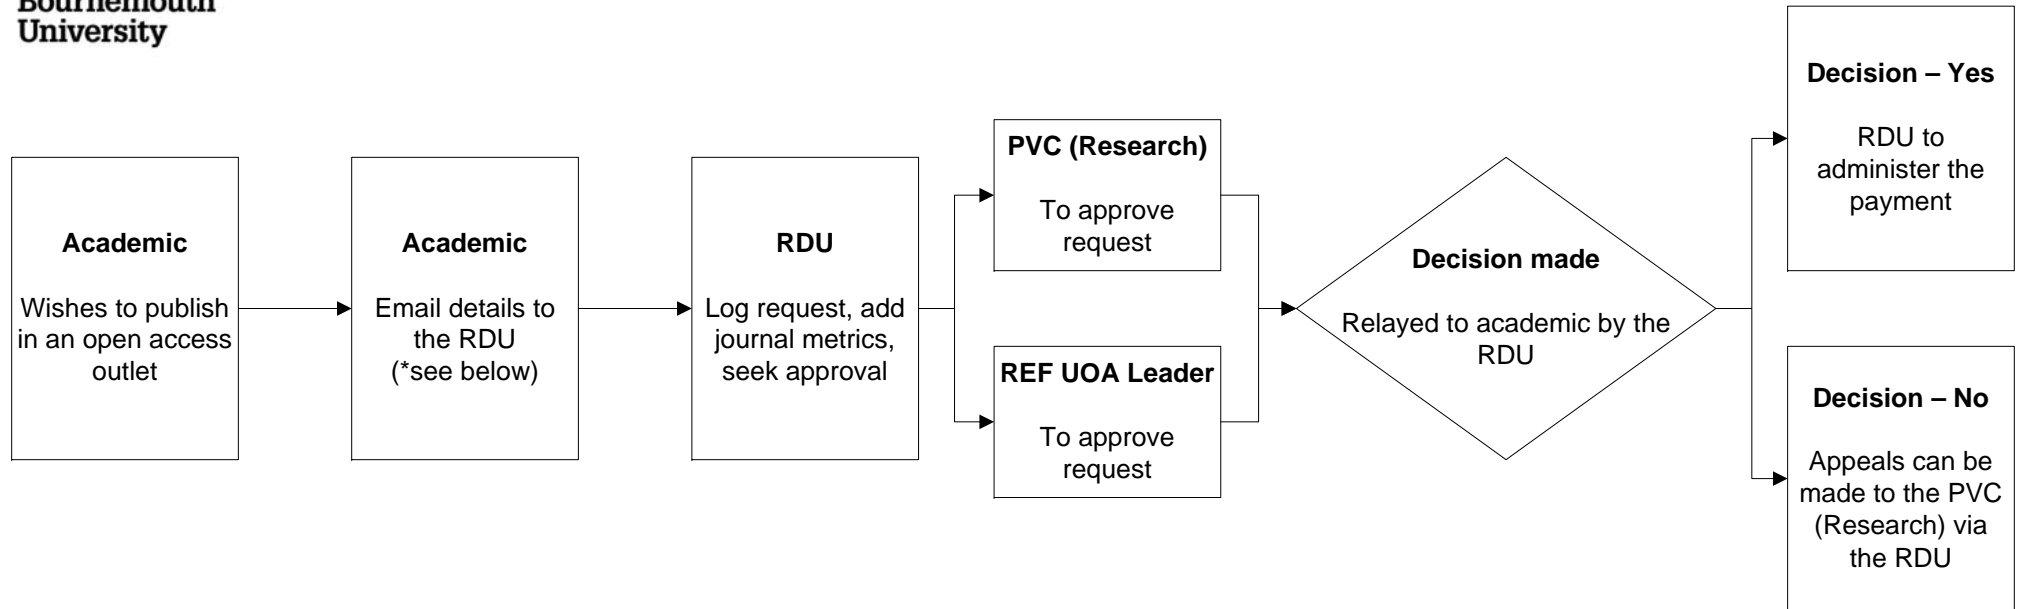 Bournemouth
University
Academic
Wishes to publish
in an open access
outlet
Academic
Email details to
the RDU
(*see below)
RDU
Log request, add
journal metrics,
seek approval
PVC (Research)
To approve
request
REF UOA Leader
To approve
request
Decision made
Relayed to academic by the
RDU
Decision – Yes
RDU to
administer the
payment
Decision – No
Appeals can be
made to the PVC
(Research) via
the RDU